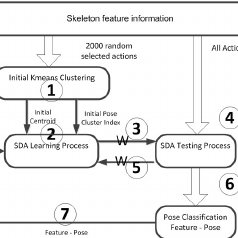 Skeleton feature information
2000 random
selected actions
All Actio
Initial Kmeans Clustering
1
4
Initial
Centroid
Initial Pose
Cluster Index
3
2
W
SDA Learning Process
SDA Testing Process
W
5
6
7
Pose Classification
Feature - Pose
Feature - Pose